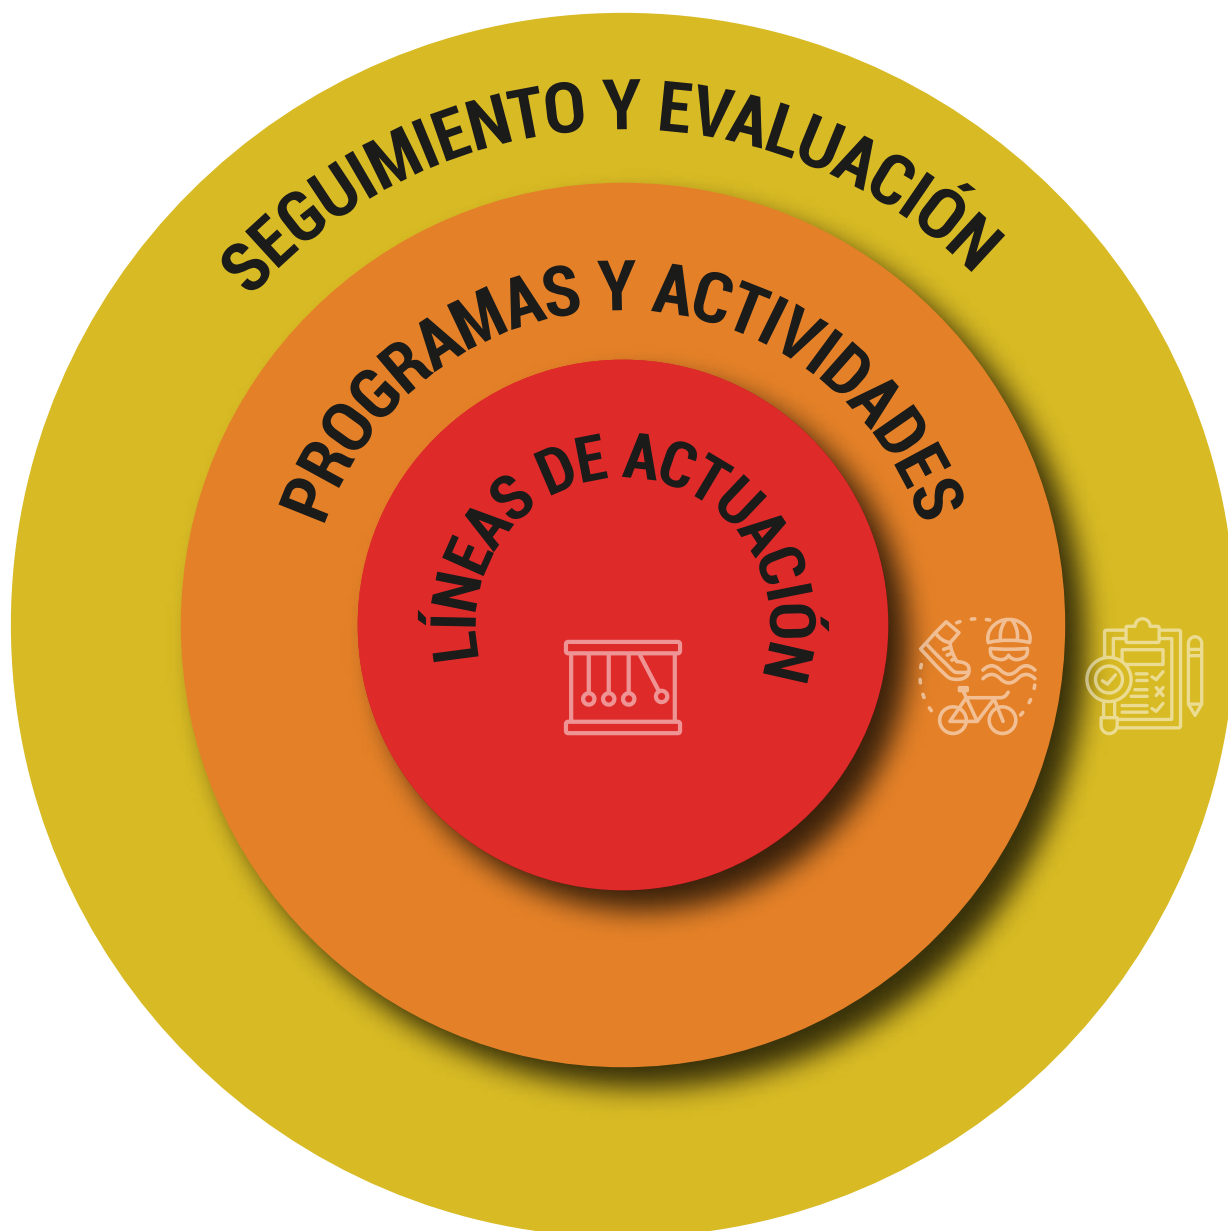 SEGUIMIENTO Y EVALUACIÓN
PROGRAMAS Y ACTIVIDADES
LÍNEAS DE ACTUACIÓN